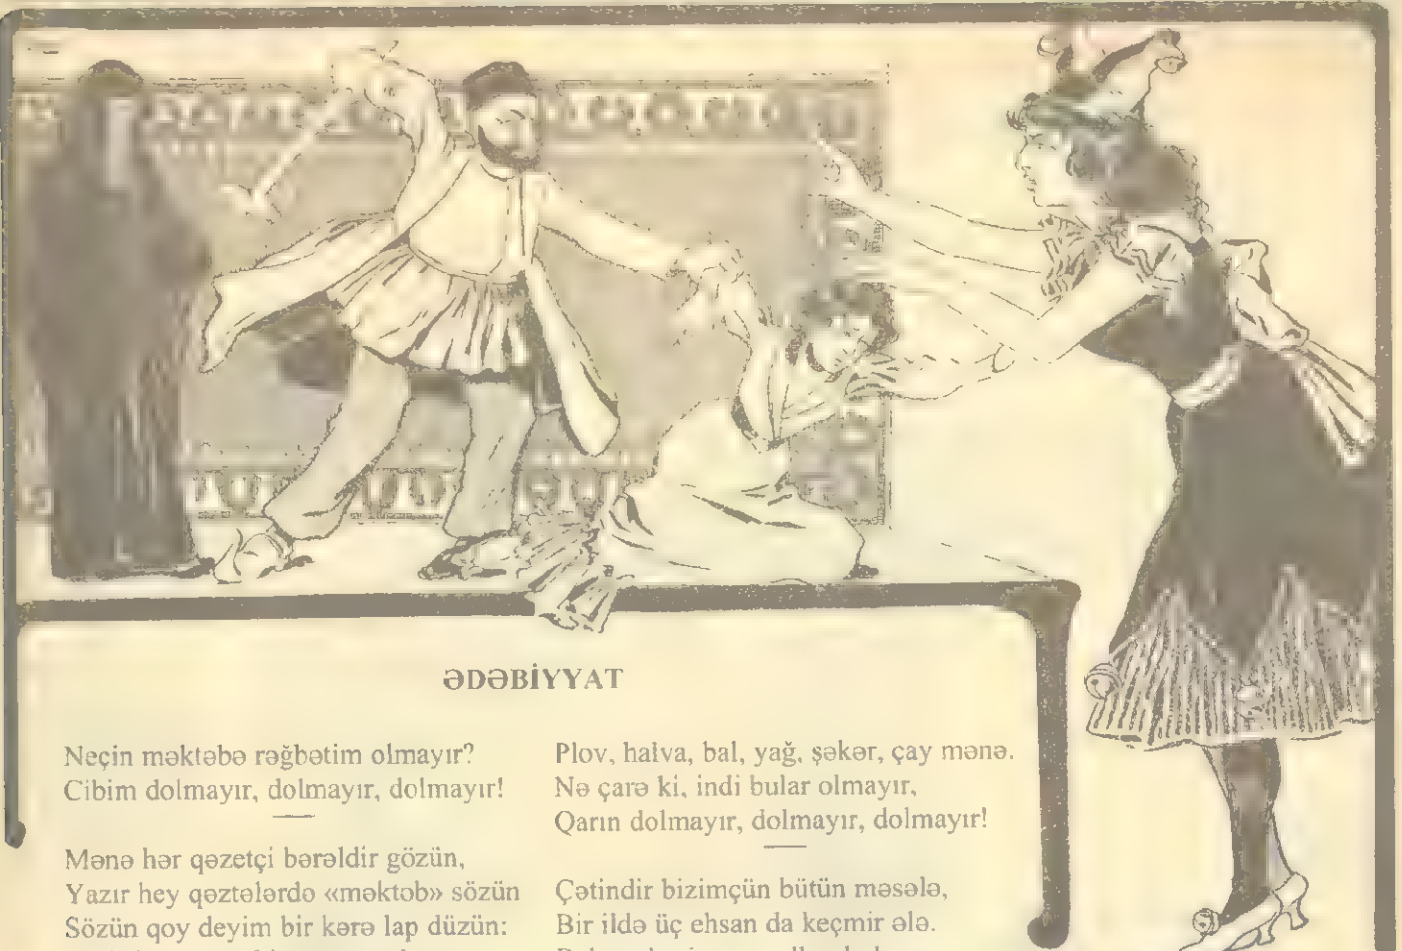 ƏDƏBİYYAT
Neçin məktəbə rəğbətim olmayır?
Cibim dolmayır, dolmayır, dolmayır!
Mənə hər qəzetçi bərəldir gözün,
Yazır hey qəztələrdə «məktəb» sözün
Sözün qoy deyim bir kərə lap düzün:
Plov, halva, bal, yağ, şəkər, çay mənə.
Nə çarə ki, indi bular olmayır,
Qarın dolmayır, dolmayır, dolmayır!
Çətindir bizimçün bütün məsələ,
Bir ildə üç ehsan da keçmir ələ.